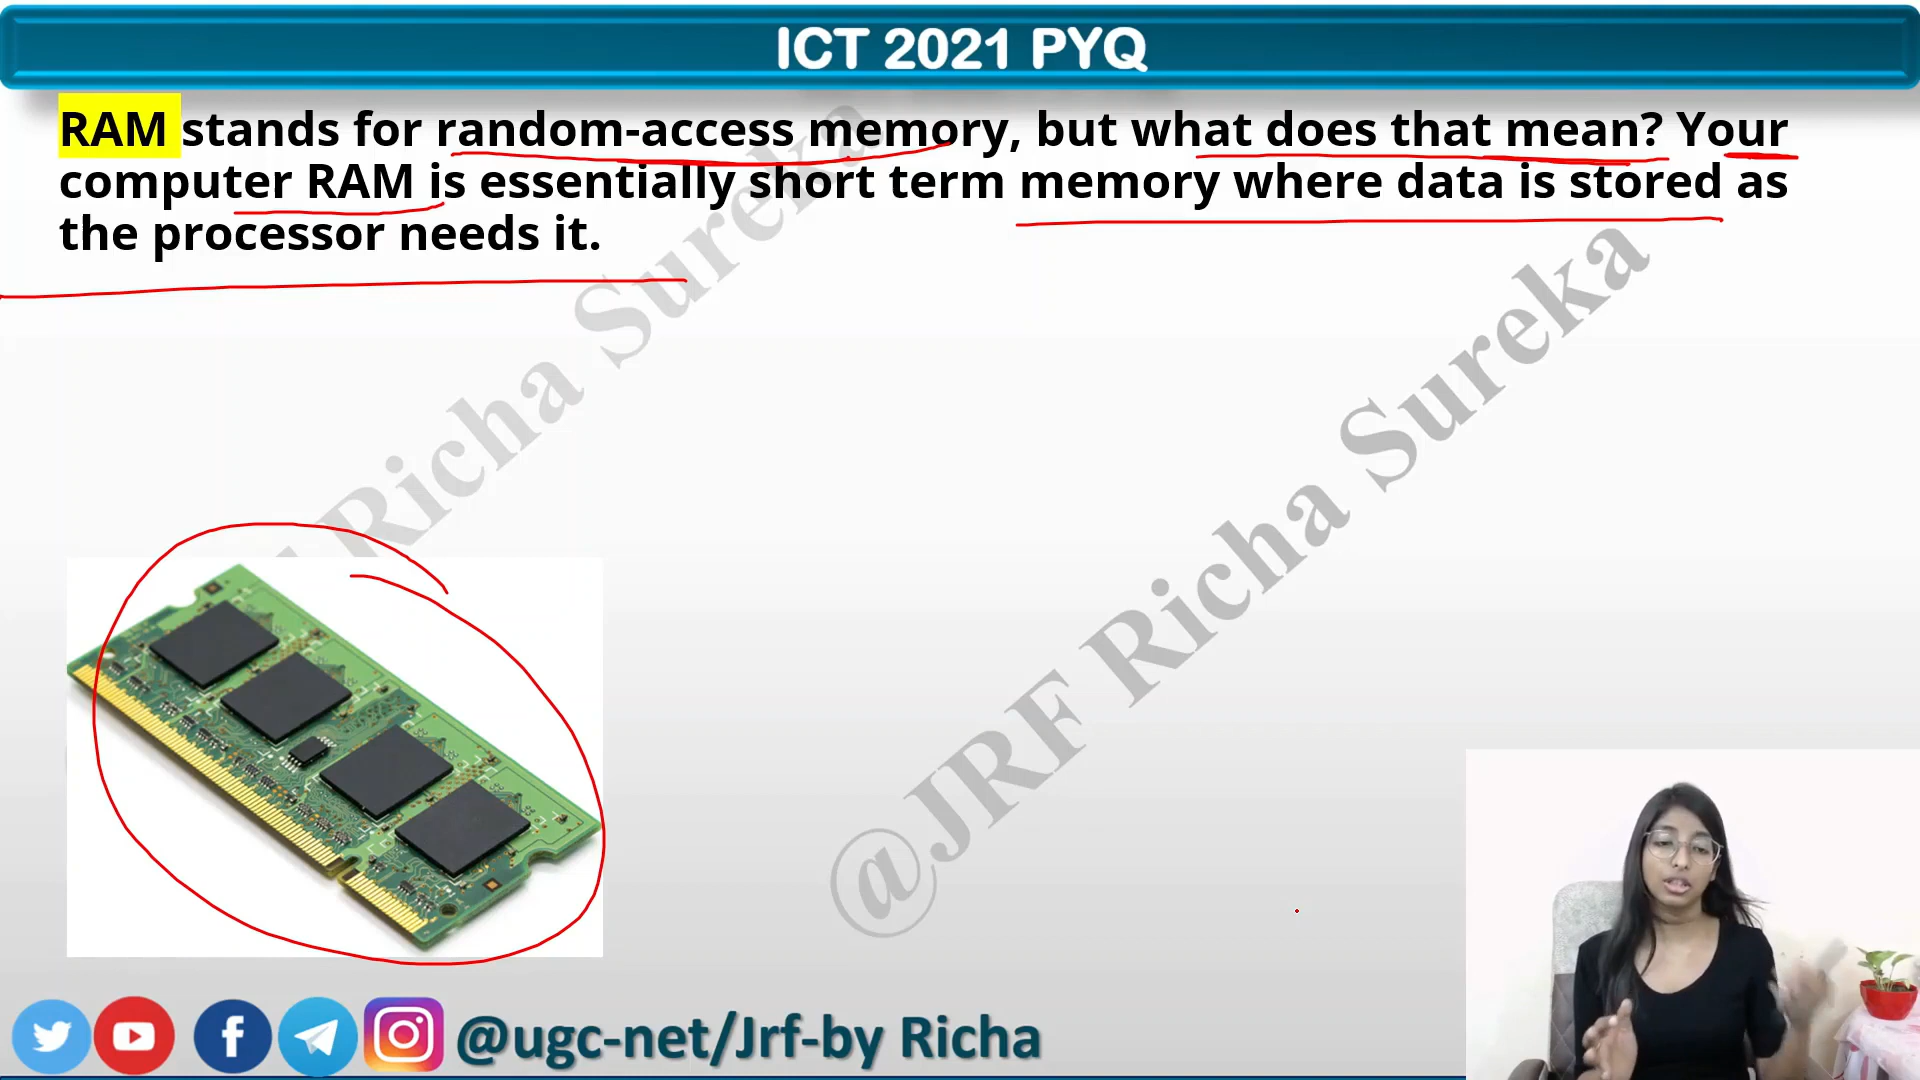 ICT 2021 PYQ
RAM stands for random-access memory, but what does that mean? Your
computer RAM is essentially short term memory where data is stored as
the processor needs it.
Richa Sureka
@JRF Richa Sureka
@ugc-net/Jrf-by Richa